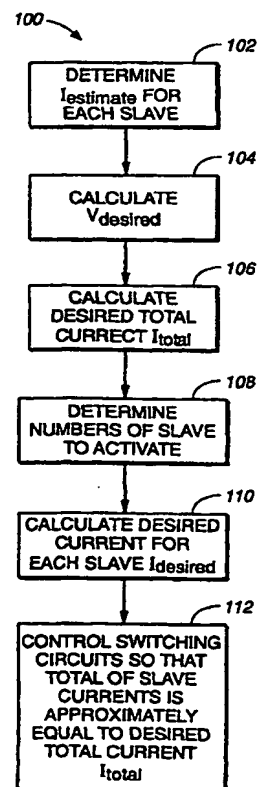 100
102
DETERMINE
Iestimate FOR
EACH SLAVE
104
CALCULATE
Vdesired
106
CALCULATE
DESIRED TOTAL
CURRECT Itotal
108
DETERMINE
NUMBERS OF SLAVE
TO ACTIVATE
110
CALCULATE DESIRED
CURRENT FOR
EACH SLAVE Idesired
112
CONTROL SWITCHING
CIRCUITS SO THAT
TOTAL OF SLAVE
CURRENTS IS
APPROXIMATELY
EQUAL TO DESIRED
TOTAL CURRENT
Itotal